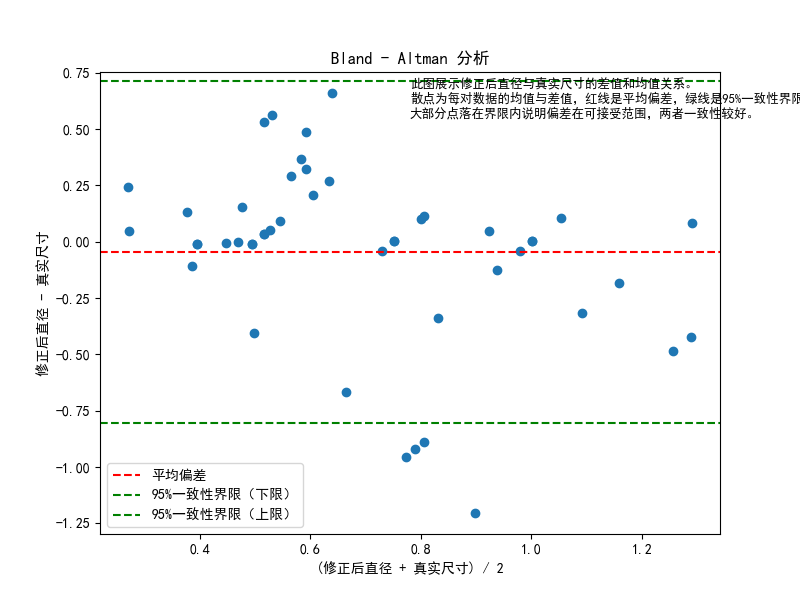 Bland - Altman 分析
此图展示修正后直径与真实尺寸的差值和均值关系。
散点为每对数据的均值与差值，红线是平均偏差，绿线是95%一致性界限
大部分点落在界限内说明偏差在可接受范围，两者一致性较好。
修正后直径 - 真实尺寸
0.75
0.50
0.25
0.00
-0.25
-0.50
-0.75
-1.00
-1.25
平均偏差
95%一致性界限（下限）
95%一致性界限（上限）
0.4
0.6
0.8
1.0
1.2
(修正后直径 + 真实尺寸) / 2